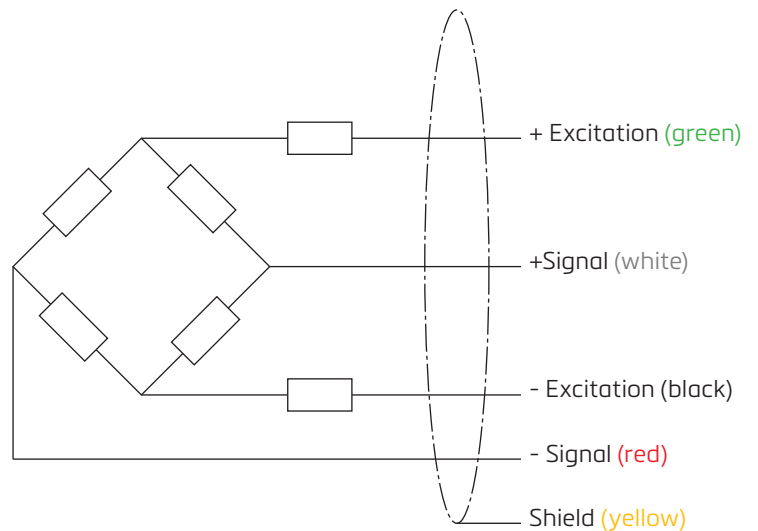 + Excitation (green)
+Signal (white)
- Excitation (black)
- Signal (red)
Shield (yellow)